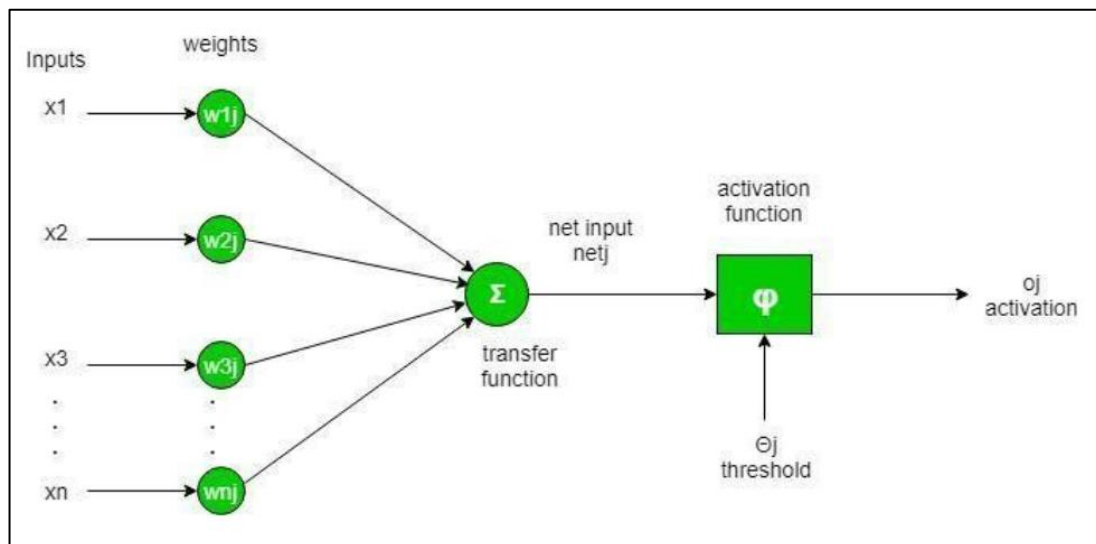 weights
Inputs
x1
w1j
activation
function
x2
w2j
net input
netj
Σ
φ
oj
activation
x3
w3j
transfer
function
Θj
threshold
xn
wnj